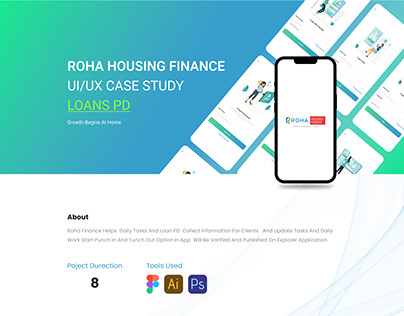 ROHA HOUSING FINANCE
UI/UX CASE STUDY
LOANS PD
Growth Begins At Home
ROHA HOUSING FINANCE
About
Roha Finance Helps Daily Tasks And Loan PD Collect Information For Clients .And Update Tasks And Daily
Work Start Punch In And Tunch Out Option In App Will Be Varified And Published On Explorer Application.
Poject Durection
Tools Used
8
Ai
Ps